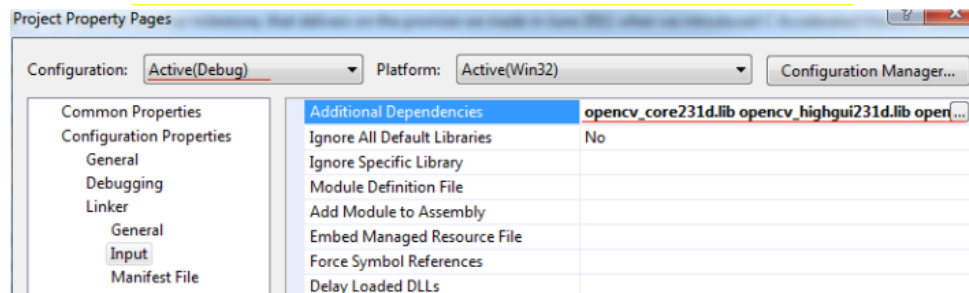 Project Property Pages
Configuration: Active(Debug) Platform: Active(Win32) Configuration Manager...
Common Properties
Configuration Properties
General
Debugging
Linker
General
Input
Manifest File
Additional Dependencies opencv_core231d.lib opencv_highgui231d.lib open ...
Ignore All Default Libraries No
Ignore Specific Library
Module Definition File
Add Module to Assembly
Embed Managed Resource File
Force Symbol References
Delay Loaded DLLs